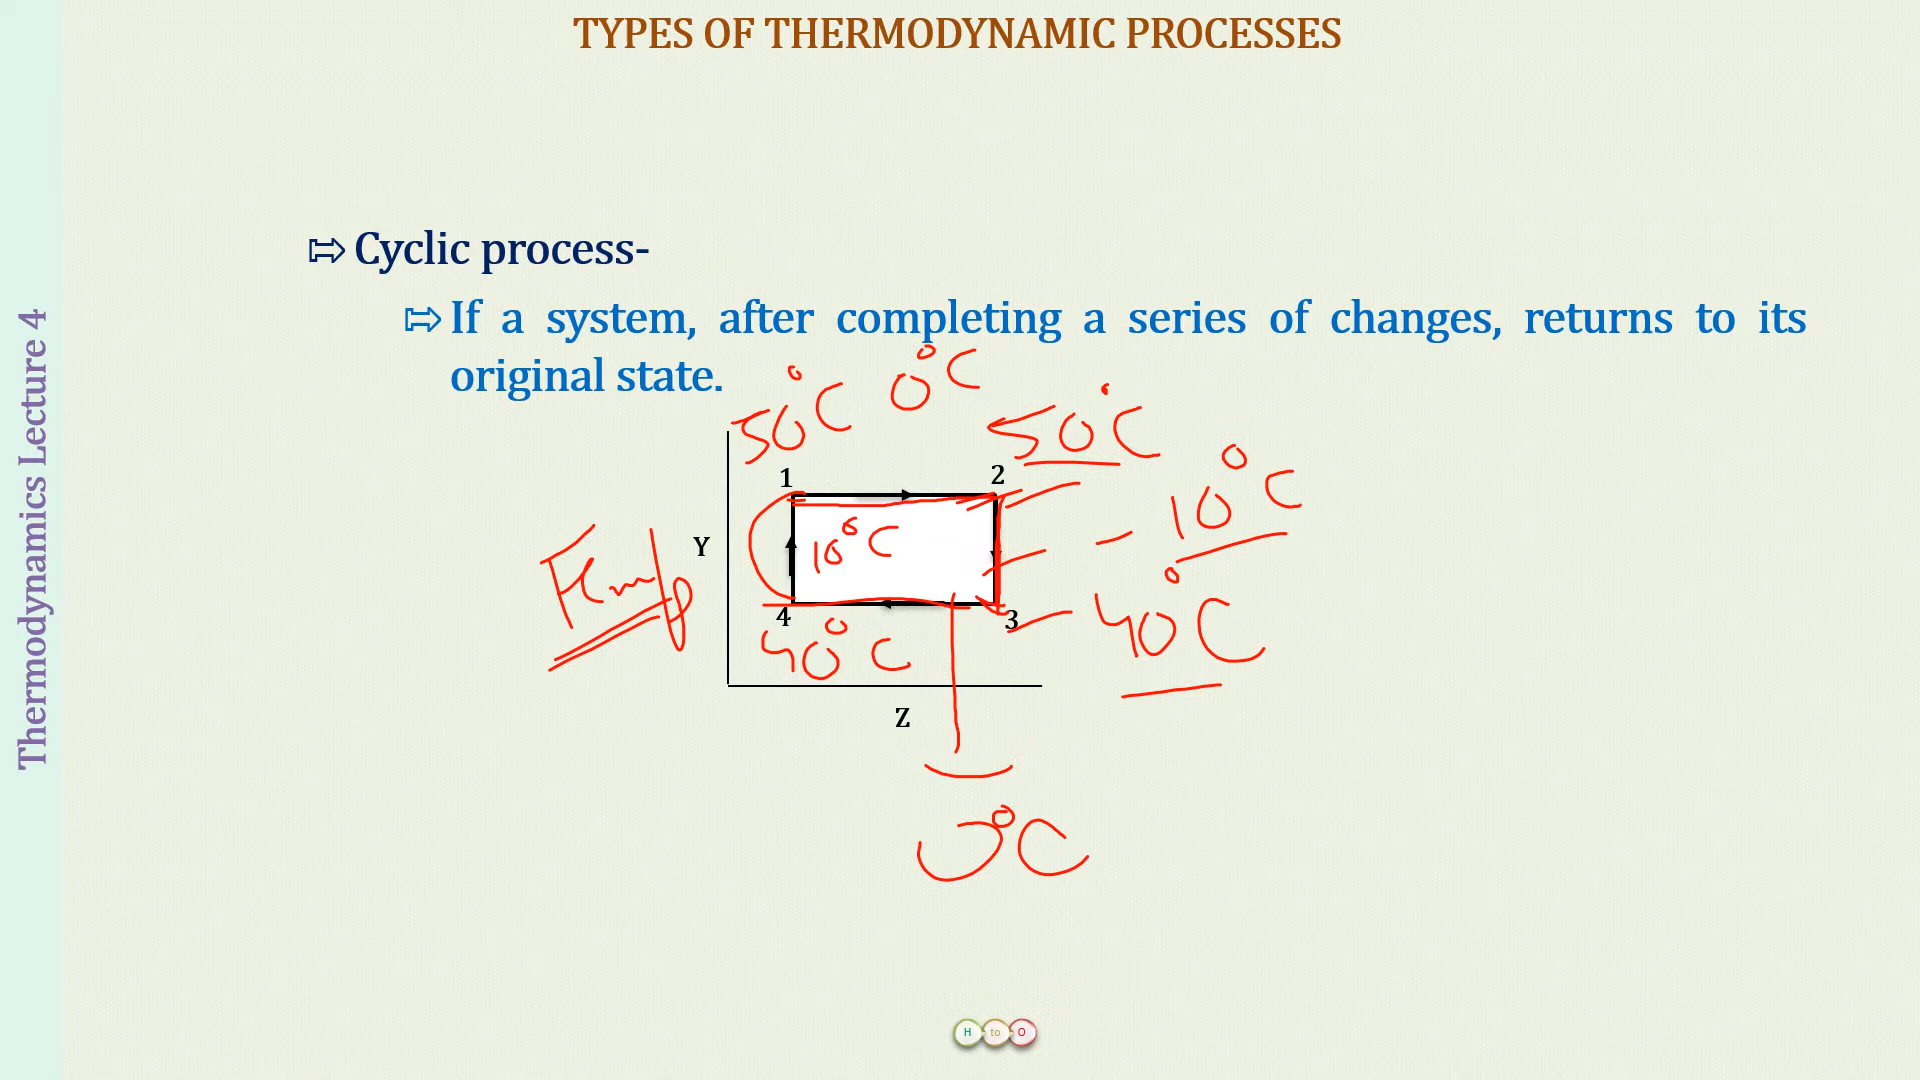 TYPES OF THERMODYNAMIC PROCESSES
Thermodynamics Lecture 4
Cyclic process-
If a system, after completing a series of changes, returns to its
original state.
50°C 0°C 50°C
1 2
- 10°C
Y 10°C
Temp
4 3 - 40°C
40°C
Z
0°C
H to O